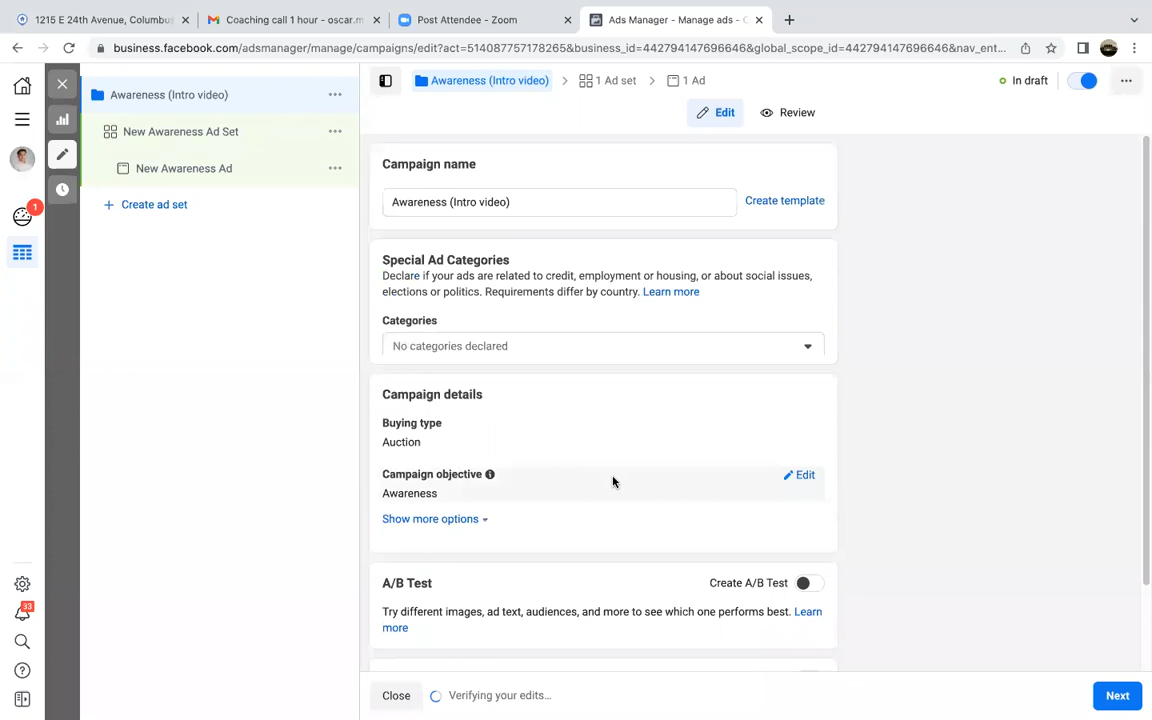 1215 E 24th Avenue, Columbus
Coaching call 1 hour - oscar.m
Post Attendee - Zoom
Ads Manager - Manage ads - C
business.facebook.com/adsmanager/manage/campaigns/edit?act=514087757178265&business_id=442794147696646&global_scope_id=442794147696646&nav_ent...
Awareness (Intro video)
New Awareness Ad Set
New Awareness Ad
+ Create ad set
1
33
Awareness (Intro video) > 1 Ad set > 1 Ad
In draft
Edit
Review
Campaign name
Awareness (Intro video)
Create template
Special Ad Categories
Declare if your ads are related to credit, employment or housing, or about social issues,
elections or politics. Requirements differ by country. Learn more
Categories
No categories declared
Campaign details
Buying type
Auction
Campaign objective
Edit
Awareness
Show more options
A/B Test
Create A/B Test
Try different images, ad text, audiences, and more to see which one performs best. Learn
more
Close
Verifying your edits...
Next